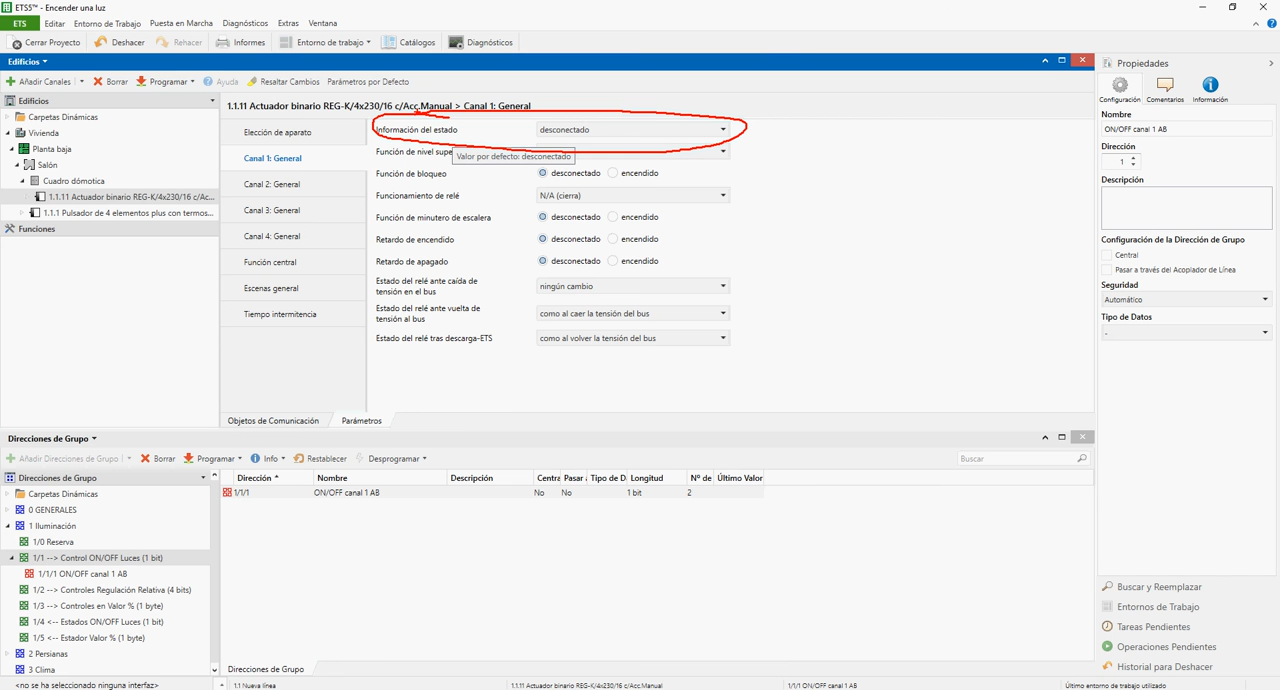 ETS5™ - Encender una luz
ETS Editar Entorno de Trabajo Puesta en Marcha Diagnósticos Extras Ventana
Cerrar Proyecto Deshacer Rehacer Informes Entorno de trabajo Catálogos Diagnósticos
Edificios
Añadir Canales Borrar Programar Ayuda Resaltar Cambios Parámetros por Defecto
Edificios
Carpetas Dinámicas
Vivienda
Planta baja
Salón
Cuadro dómotica
1.1.11 Actuador binario REG-K/4x230/16 c/Ac...
1.1.1 Pulsador de 4 elementos plus con termos...
Funciones
1.1.11 Actuador binario REG-K/4x230/16 c/Acc.Manual > Canal 1: General
Elección de aparato
Canal 1: General
Canal 2: General
Canal 3: General
Canal 4: General
Función central
Escenas general
Tiempo intermitencia
Información del estado desconectado
Función de nivel supe
Valor por defecto: desconectado
Función de bloqueo desconectado encendido
Funcionamiento de relé N/A (cierra)
Función de minutero de escalera desconectado encendido
Retardo de encendido desconectado encendido
Retardo de apagado desconectado encendido
Estado del relé ante caída de
tensión en el bus ningún cambio
Estado del relé ante vuelta de
tensión al bus como al caer la tensión del bus
Estado del relé tras descarga-ETS como al volver la tensión del bus
Objetos de Comunicación Parámetros
Propiedades
Configuración Comentarios Información
Nombre
ON/OFF canal 1 AB
Dirección
1
Descripción
Configuración de la Dirección de Grupo
Central
Pasar a través del Acoplador de Línea
Seguridad
Automático
Tipo de Datos
-
Buscar y Reemplazar
Entornos de Trabajo
Tareas Pendientes
Operaciones Pendientes
Historial para Deshacer
Direcciones de Grupo
Añadir Direcciones de Grupo Borrar Programar Info Restablecer Desprogramar Buscar
Direcciones de Grupo
Carpetas Dinámicas
0 GENERALES
1 Iluminación
1/0 Reserva
1/1 --> Control ON/OFF Luces (1 bit)
1/1/1 ON/OFF canal 1 AB
1/2 --> Controles Regulación Relativa (4 bits)
1/3 --> Controles en Valor % (1 byte)
1/4 <-- Estados ON/OFF Luces (1 bit)
1/5 <-- Estador Valor % (1 byte)
2 Persianas
3 Clima
Dirección Nombre Descripción Centra Pasar a Tipo de D. Longitud Nº de Último Valor
1/1/1 ON/OFF canal 1 AB No No 1 bit 2
Direcciones de Grupo
<no se ha seleccionado ninguna interfaz> 1.1 Nueva línea 1.1.11 Actuador binario REG-K/4x230/16 c/Acc.Manual 1/1/1 ON/OFF canal 1 AB Último entorno de trabajo utilizado